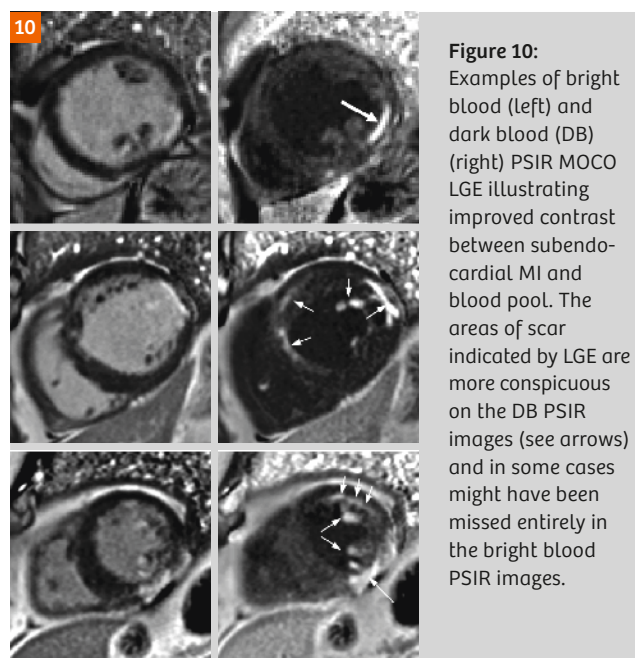 10
Figure 10:
Examples of bright
blood (left) and
dark blood (DB)
(right) PSIR MOCO
LGE illustrating
improved contrast
between subendo-
cardial MI and
blood pool. The
areas of scar
indicated by LGE are
more conspicuous
on the DB PSIR
images (see arrows)
and in some cases
might have been
missed entirely in
the bright blood
PSIR images.